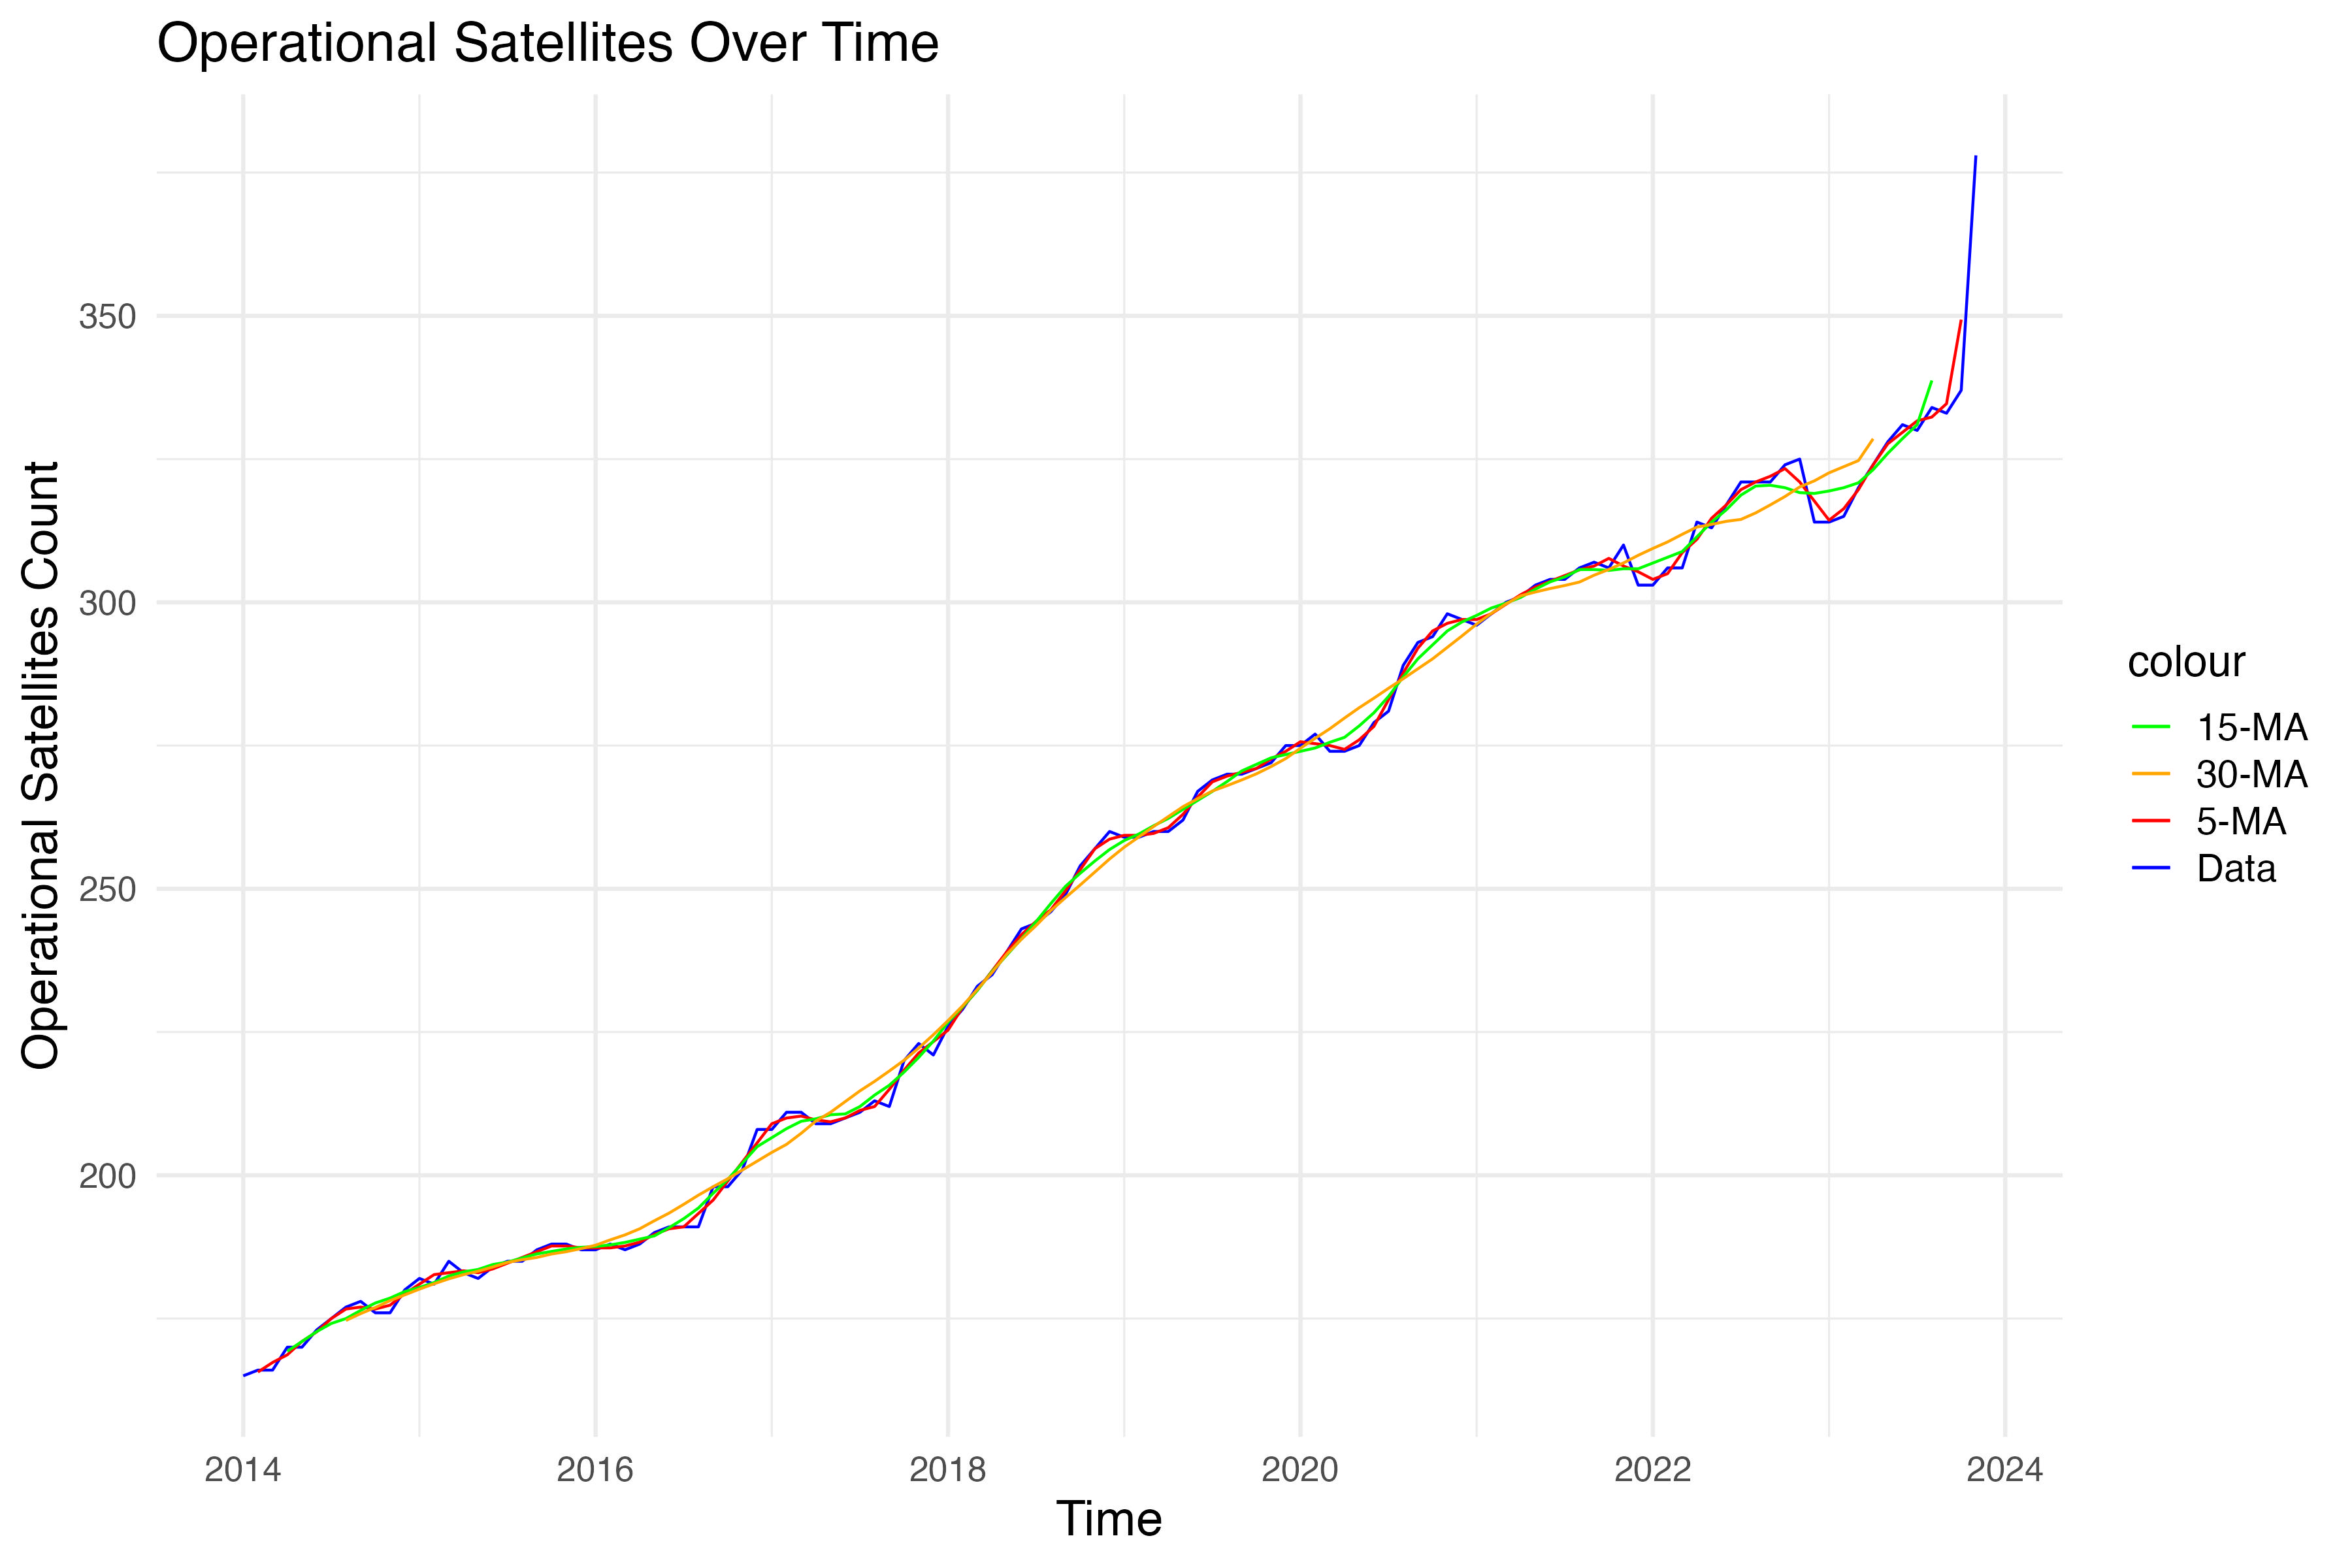 Operational Satellites Over Time
Operational Satellites Count
350
300
250
200
2014
2016
2018
2020
2022
2024
Time
colour
15-MA
30-MA
5-MA
Data